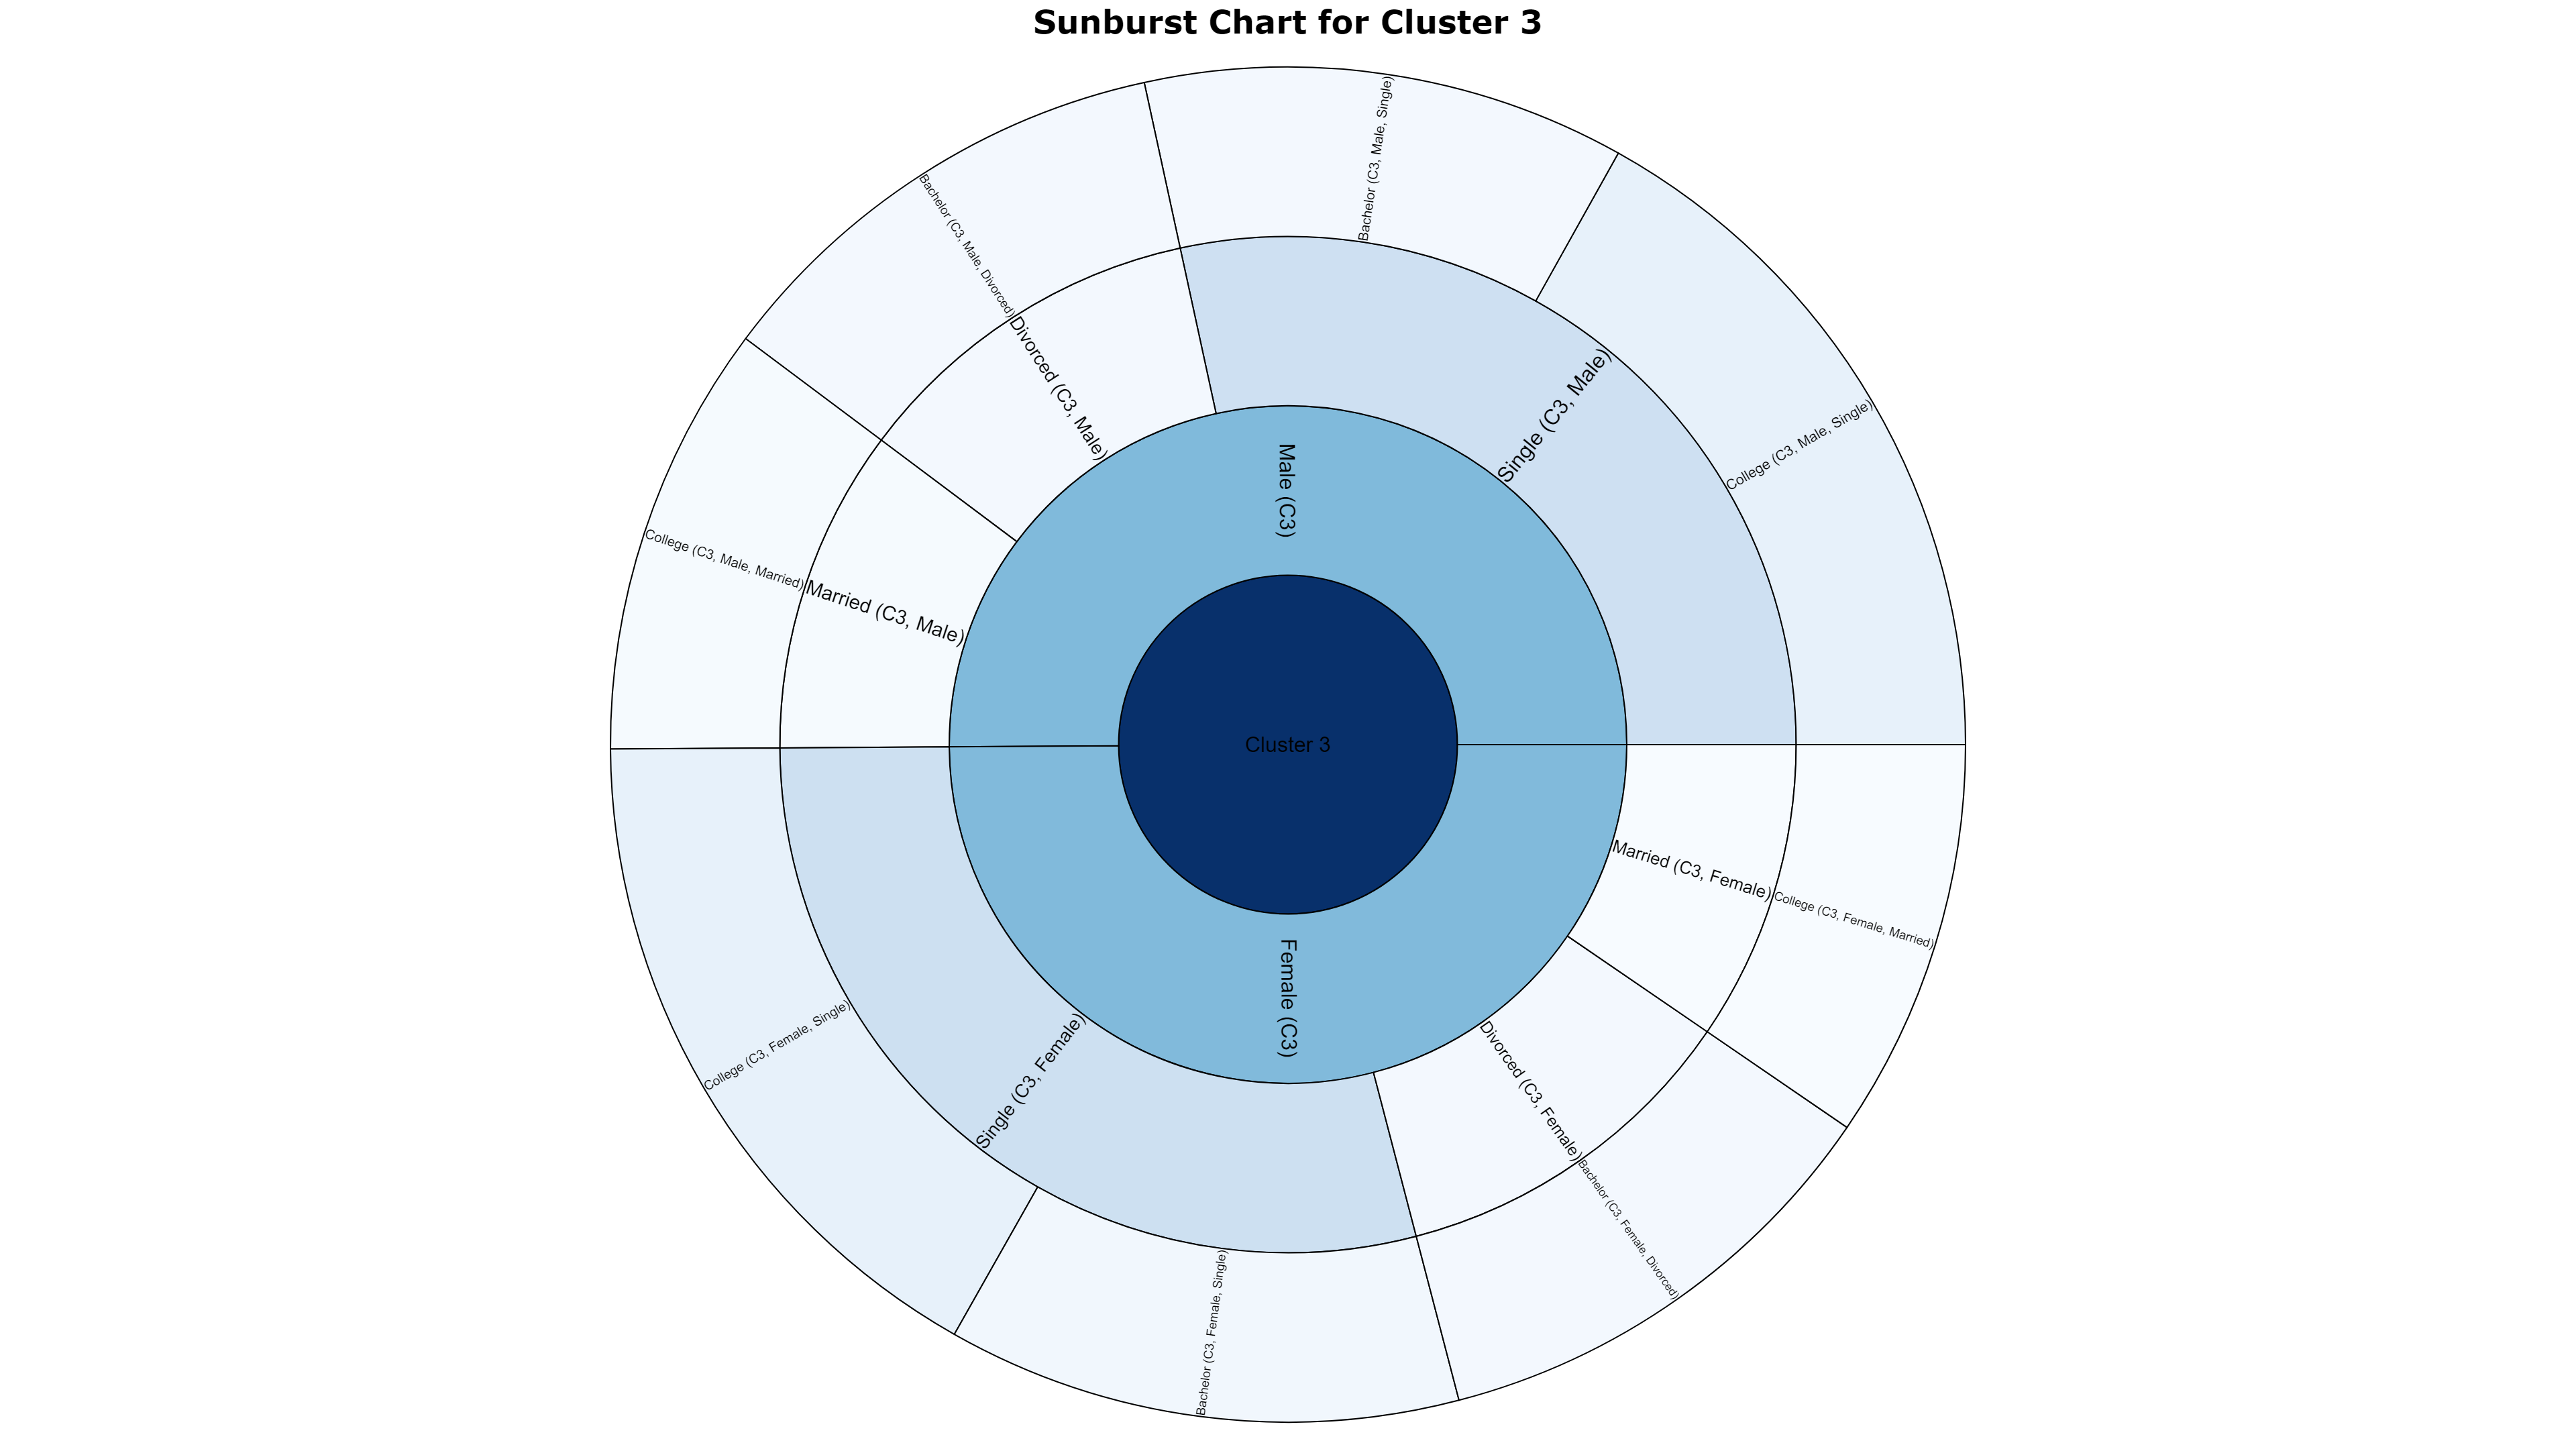 Sunburst Chart for Cluster 3
Bachelor (C3, Male, Single)
Bachelor (C3, Male, Divorced)
Divorced (C3, Male)
Single (C3, Male)
College (C3, Male, Single)
Male (C3)
College (C3, Male, Married)
Married (C3, Male)
Cluster 3
Married (C3, Female)
College (C3, Female, Married)
Female (C3)
College (C3, Female, Single)
Single (C3, Female)
Divorced (C3, Female)
Bachelor (C3, Female, Divorced)
Bachelor (C3, Female, Single)